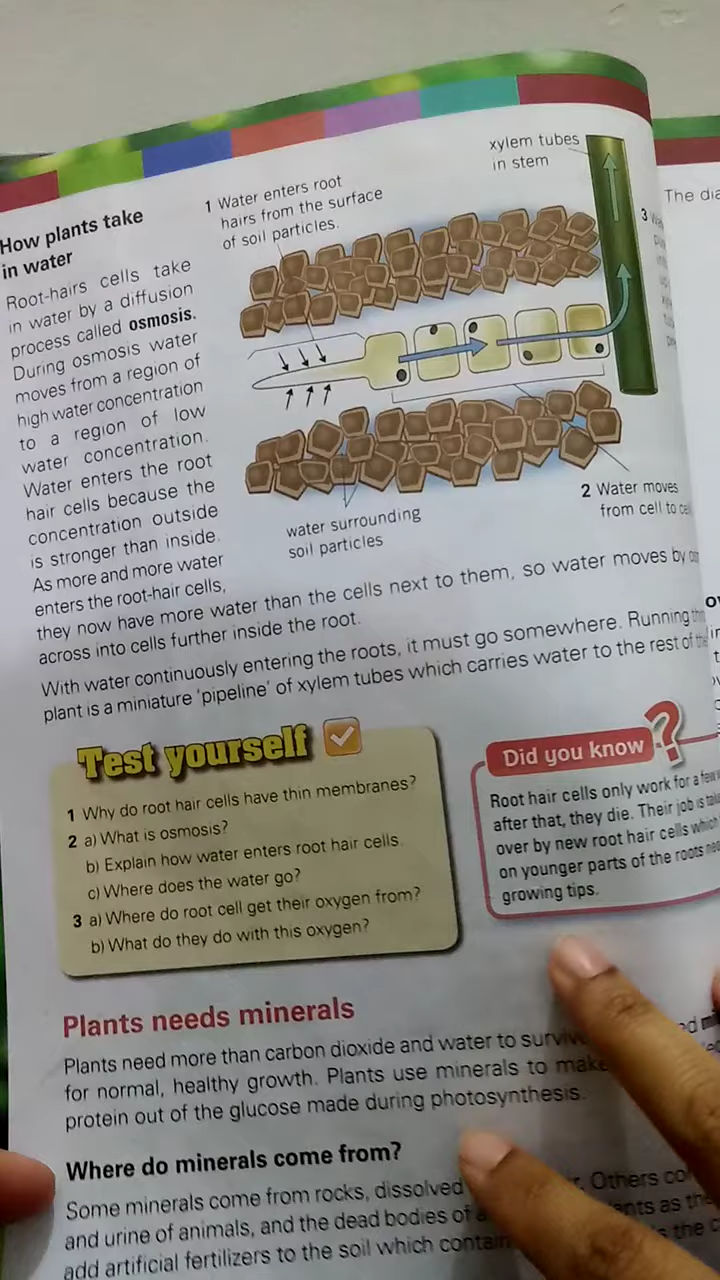 How plants take
in water
Root-hairs cells take
in water by a diffusion
process called osmosis.
During osmosis water
moves from a region of
high water concentration
to a region of low
water concentration.
Water enters the root
hair cells because the
concentration outside
is stronger than inside.
As more and more water
enters the root-hair cells,
they now have more water than the cells next to them, so water moves by
across into cells further inside the root.
With water continuously entering the roots, it must go somewhere. Running
plant is a miniature 'pipeline' of xylem tubes which carries water to the rest of the
1 Water enters root
hairs from the surface
of soil particles.
xylem tubes
in stem
water surrounding
soil particles
2 Water moves
from cell to
3
The
Test yourself
1 Why do root hair cells have thin membranes?
2 a) What is osmosis?
b) Explain how water enters root hair cells.
c) Where does the water go?
3 a) Where do root cell get their oxygen from?
b) What do they do with this oxygen?
Did you know ?
Root hair cells only work for a few
after that, they die. Their job is
over by new root hair cells which
on younger parts of the roots
growing tips.
Plants needs minerals
Plants need more than carbon dioxide and water to survive
for normal, healthy growth. Plants use minerals to make
protein out of the glucose made during photosynthesis.
Where do minerals come from?
Some minerals come from rocks, dissolved Others
and urine of animals, and the dead bodies of as
add artificial fertilizers to the soil which contain the